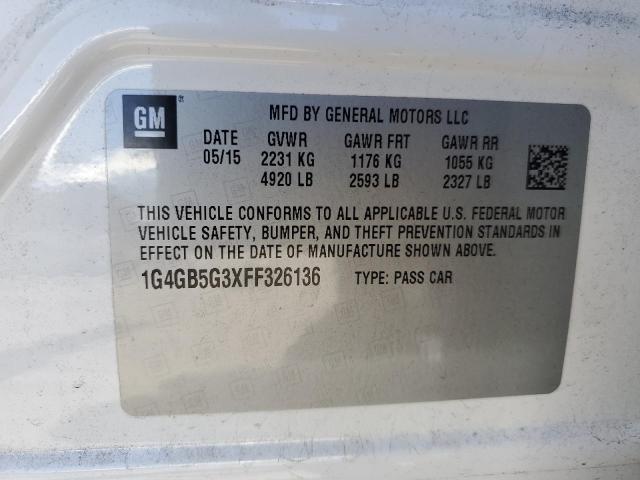 GM
MFD BY GENERAL MOTORS LLC
DATE GVWR GAWR FRT GAWR RR
05/15 2231 KG 1176 KG 1055 KG
4920 LB 2593 LB 2327 LB
THIS VEHICLE CONFORMS TO ALL APPLICABLE U.S. FEDERAL MOTOR
VEHICLE SAFETY, BUMPER, AND THEFT PREVENTION STANDARDS IN
EFFECT ON THE DATE OF MANUFACTURE SHOWN ABOVE.
1G4GB5G3XFF326136 TYPE: PASS CAR